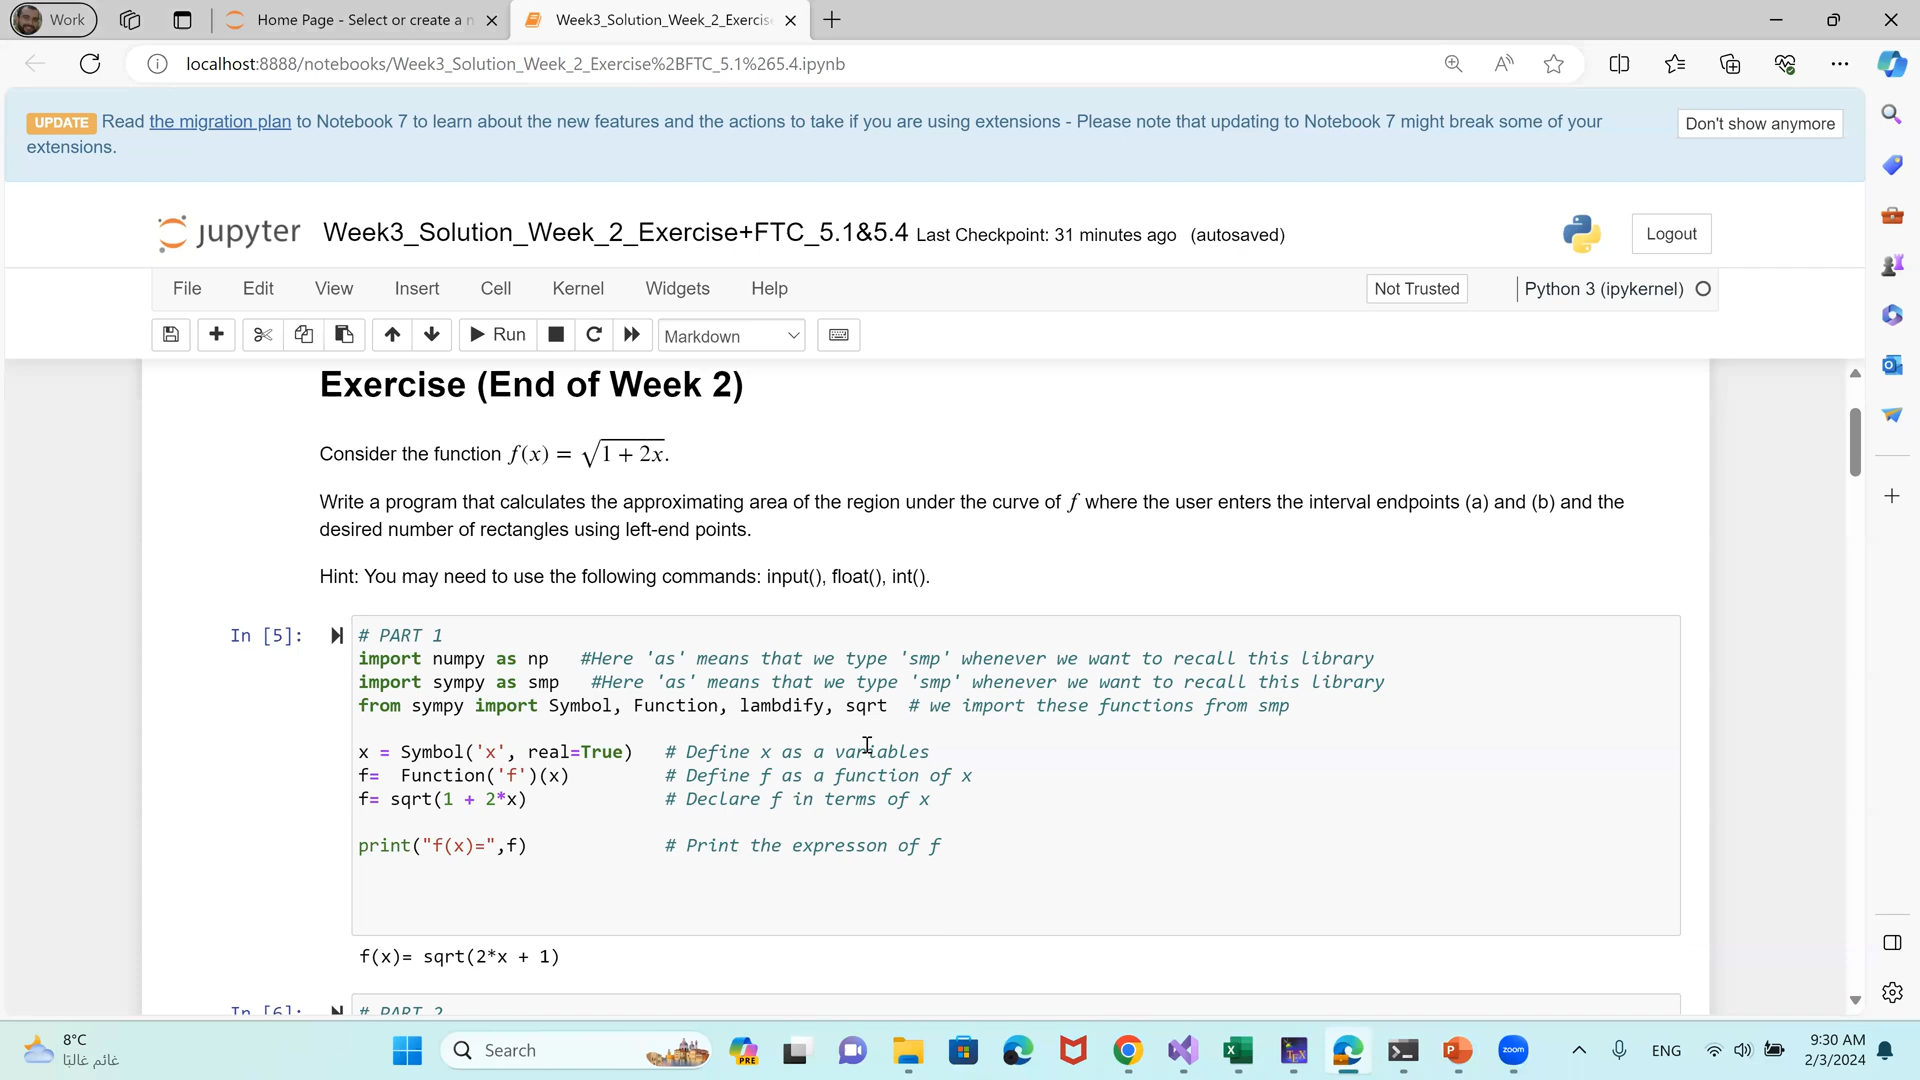 Work
Home Page - Select or create a n
Week3_Solution_Week_2_Exercis
localhost:8888/notebooks/Week3_Solution_Week_2_Exercise%2BFTC_5.1%265.4.ipynb
UPDATE Read the migration plan to Notebook 7 to learn about the new features and the actions to take if you are using extensions - Please note that updating to Notebook 7 might break some of your
extensions.
Don't show anymore
jupyter Week3_Solution_Week_2_Exercise+FTC_5.1&5.4 Last Checkpoint: 31 minutes ago (autosaved)
Logout
File Edit View Insert Cell Kernel Widgets Help
Not Trusted
Python 3 (ipykernel)
Run
Markdown
Exercise (End of Week 2)
Consider the function f(x) = √1 + 2x.
Write a program that calculates the approximating area of the region under the curve of f where the user enters the interval endpoints (a) and (b) and the
desired number of rectangles using left-end points.
Hint: You may need to use the following commands: input(), float(), int().
In [5]:
# PART 1
import numpy as np #Here 'as' means that we type 'smp' whenever we want to recall this library
import sympy as smp #Here 'as' means that we type 'smp' whenever we want to recall this library
from sympy import Symbol, Function, lambdify, sqrt # we import these functions from smp
x = Symbol('x', real=True) # Define x as a variables
f= Function('f')(x) # Define f as a function of x
f= sqrt(1 + 2*x) # Declare f in terms of x
print("f(x)=",f) # Print the expresson of f
f(x)= sqrt(2*x + 1)
In [6]:
# PART 2
8°C
غائم غالبًا
Search
PRE
zoom
ENG
9:30 AM
2/3/2024